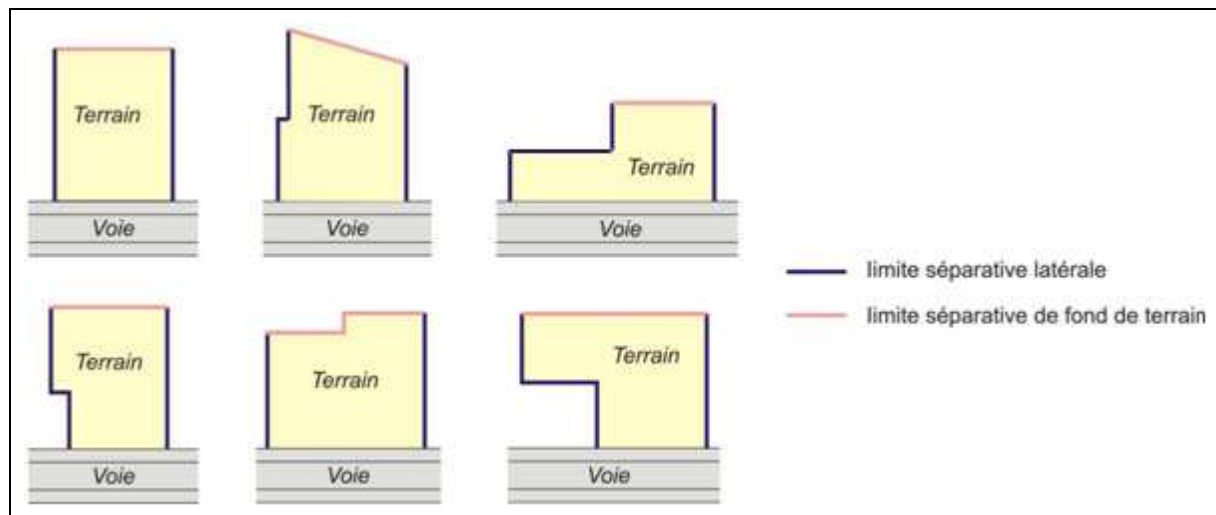 Terrain
Voie
Terrain
Voie
Terrain
Voie
limite séparative latérale
limite séparative de fond de terrain
Terrain
Voie
Terrain
Voie
Terrain
Voie